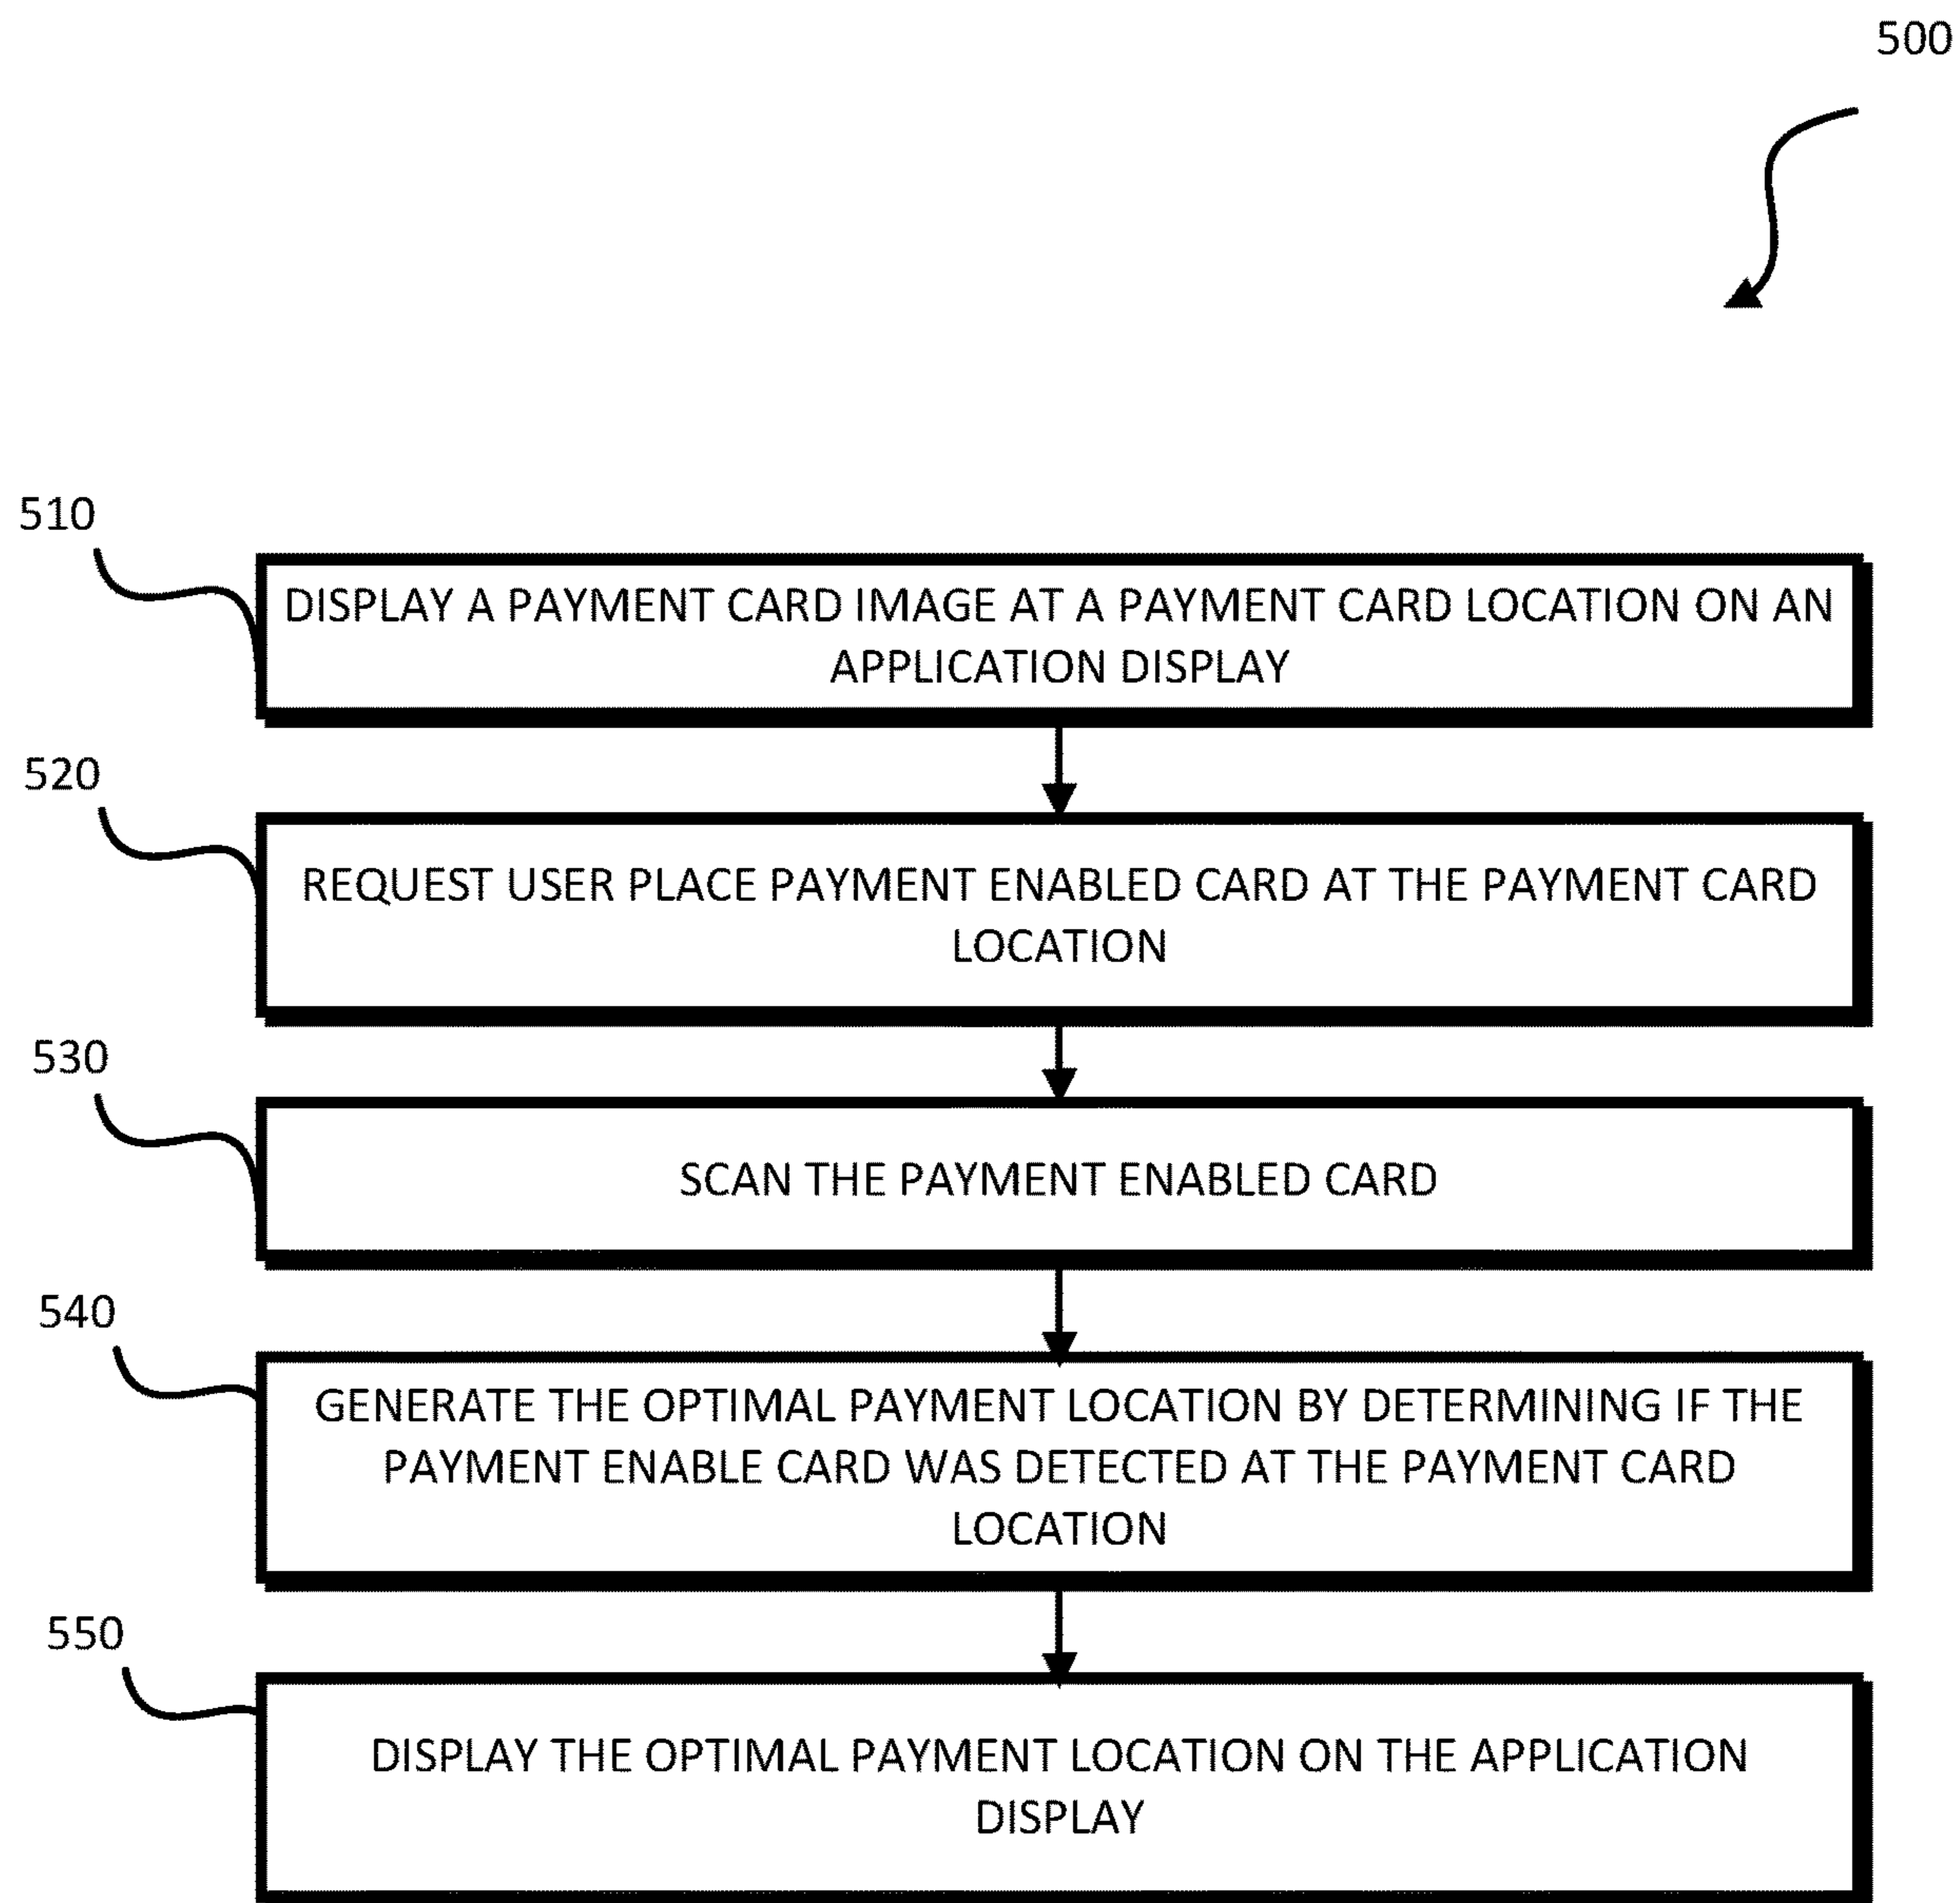 500
510
DISPLAY A PAYMENT CARD IMAGE AT A PAYMENT CARD LOCATION ON AN
APPLICATION DISPLAY
520
REQUEST USER PLACE PAYMENT ENABLED CARD AT THE PAYMENT CARD
LOCATION
530
SCAN THE PAYMENT ENABLED CARD
540
GENERATE THE OPTIMAL PAYMENT LOCATION BY DETERMINING IF THE
PAYMENT ENABLE CARD WAS DETECTED AT THE PAYMENT CARD
LOCATION
550
DISPLAY THE OPTIMAL PAYMENT LOCATION ON THE APPLICATION
DISPLAY